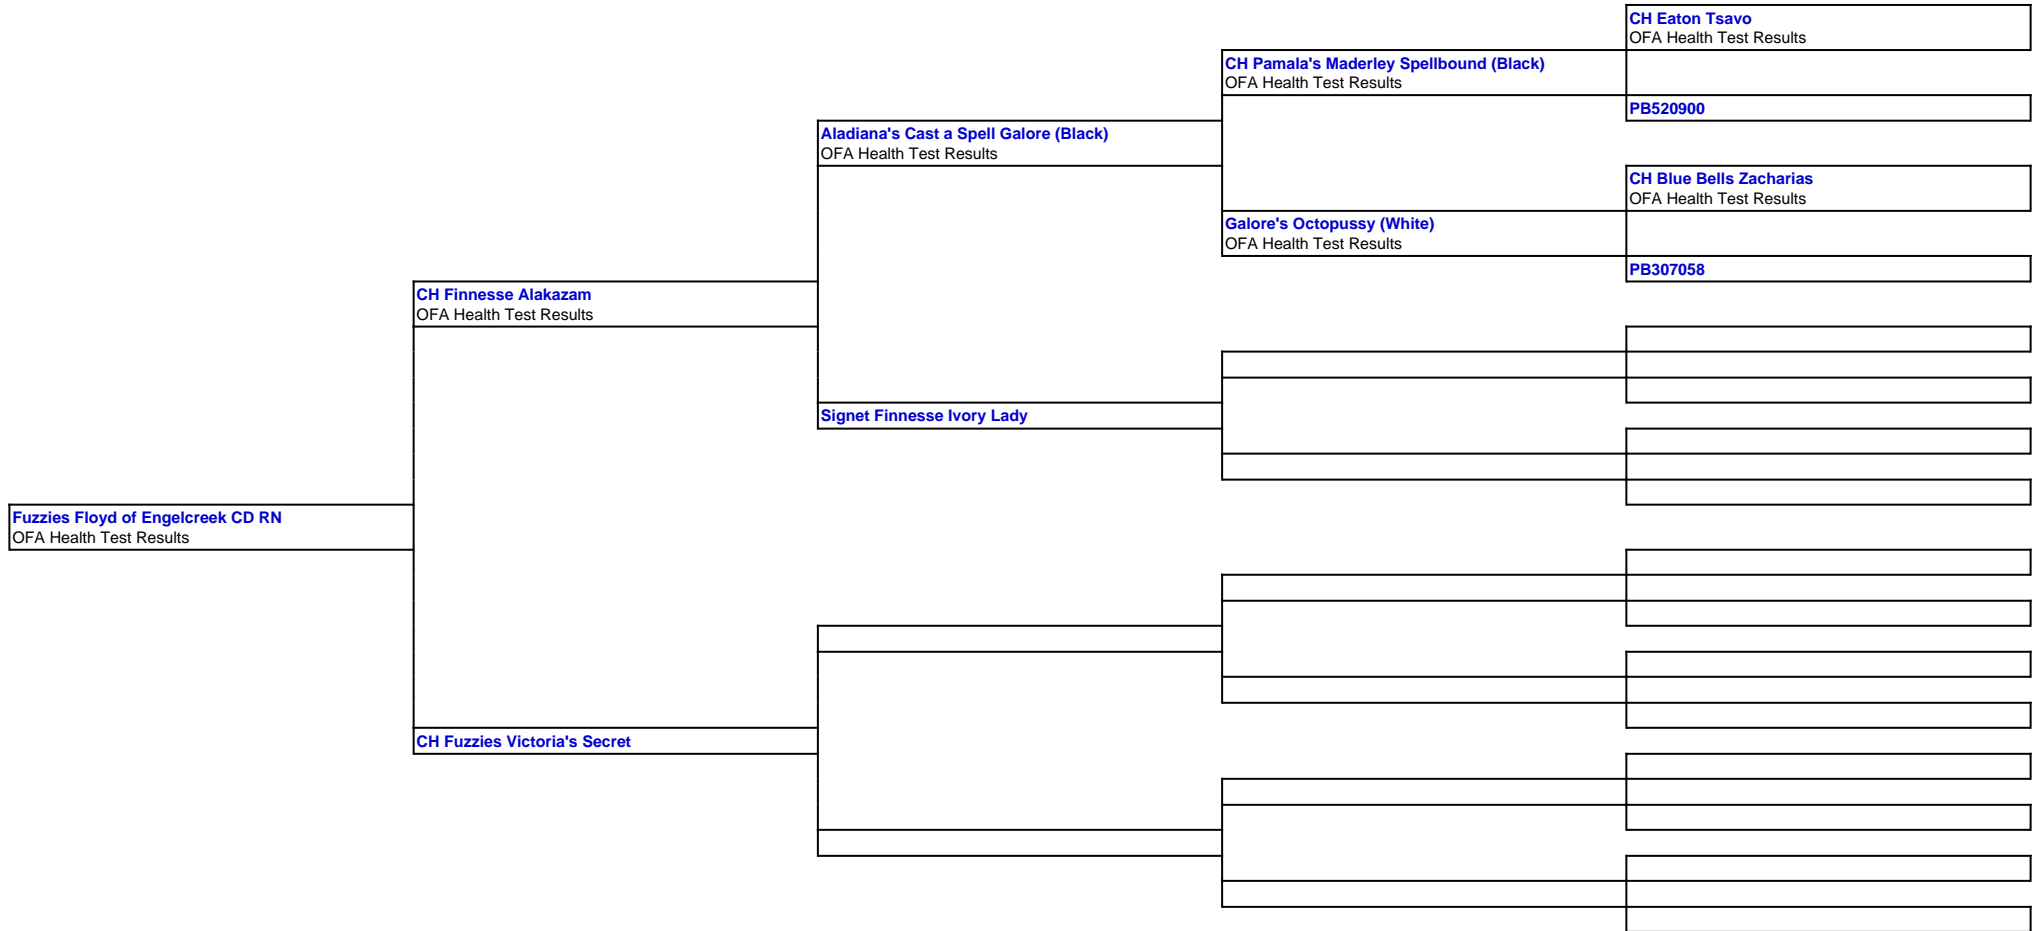 CH Eaton Tsavo
OFA Health Test Results
CH Pamala's Maderley Spellbound (Black)
OFA Health Test Results
PB520900
Aladiana's Cast a Spell Galore (Black)
OFA Health Test Results
CH Blue Bells Zacharias
OFA Health Test Results
Galore's Octopussy (White)
OFA Health Test Results
PB307058
CH Finnesse Alakazam
OFA Health Test Results
Signet Finnesse Ivory Lady
Fuzzies Floyd of Engelcreek CD RN
OFA Health Test Results
CH Fuzzies Victoria's Secret